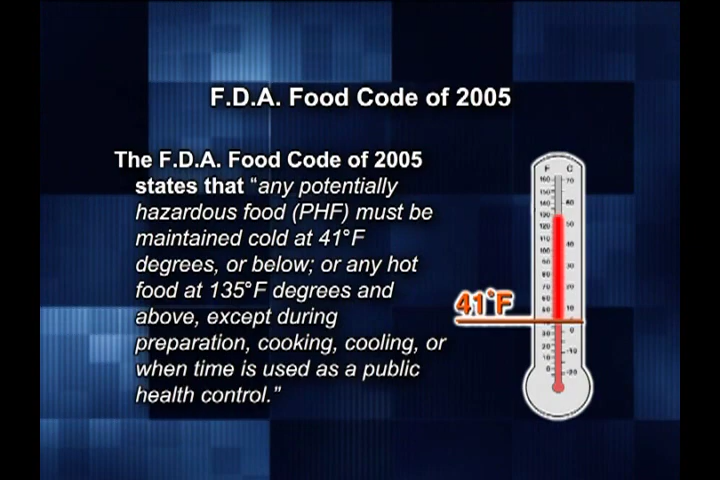 F.D.A. Food Code of 2005
The F.D.A. Food Code of 2005
states that “any potentially
hazardous food (PHF) must be
maintained cold at 41°F
degrees, or below; or any hot
food at 135°F degrees and
above, except during
preparation, cooking, cooling, or
when time is used as a public
health control.”
41°F
F C